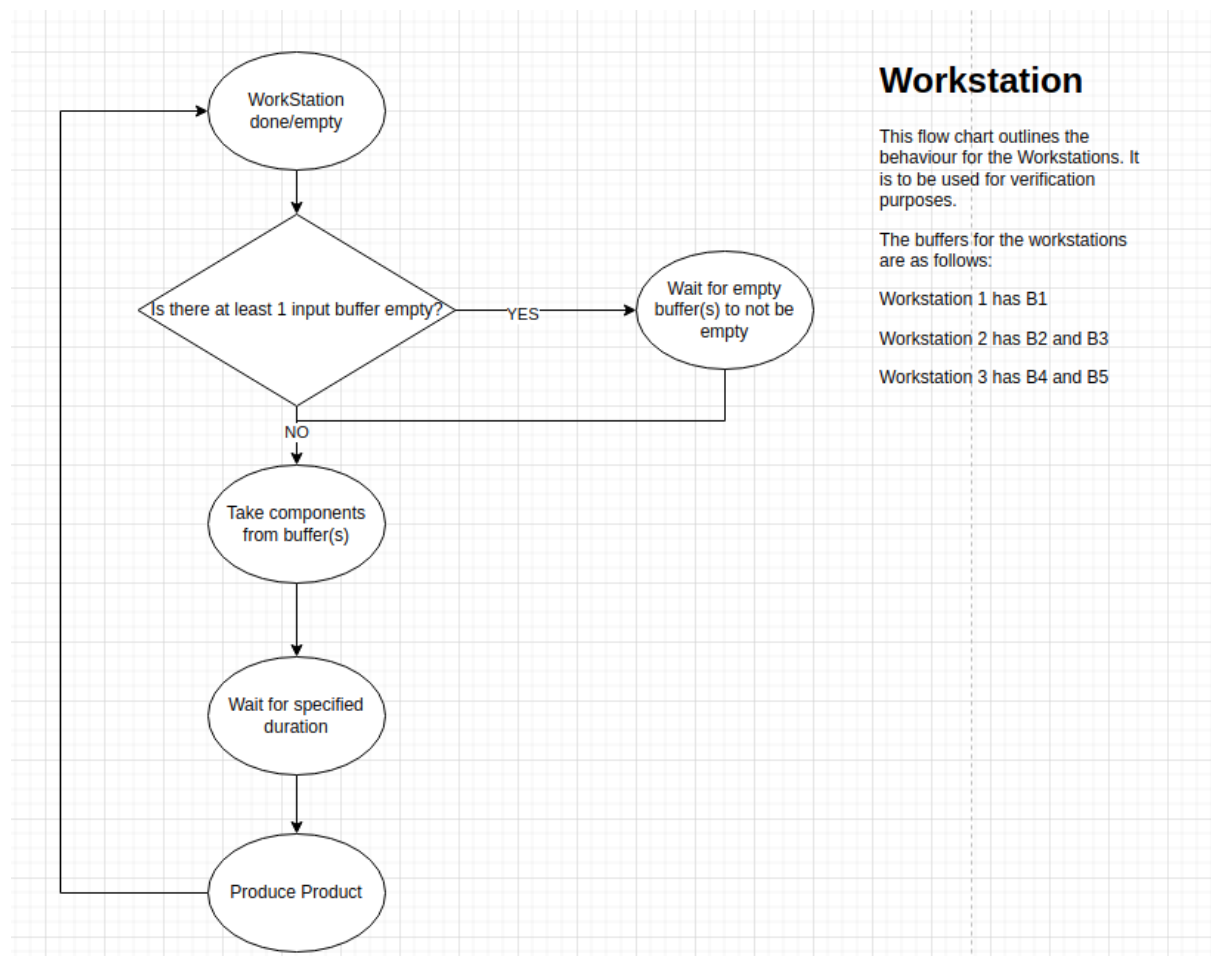 WorkStation
done/empty
Is there at least 1 input buffer empty?
YES
Wait for empty
buffer(s) to not be
empty
NO
Take components
from buffer(s)
Wait for specified
duration
Produce Product
Workstation
This flow chart outlines the
behaviour for the Workstations. It
is to be used for verification
purposes.
The buffers for the workstations
are as follows:
Workstation 1 has B1
Workstation 2 has B2 and B3
Workstation 3 has B4 and B5